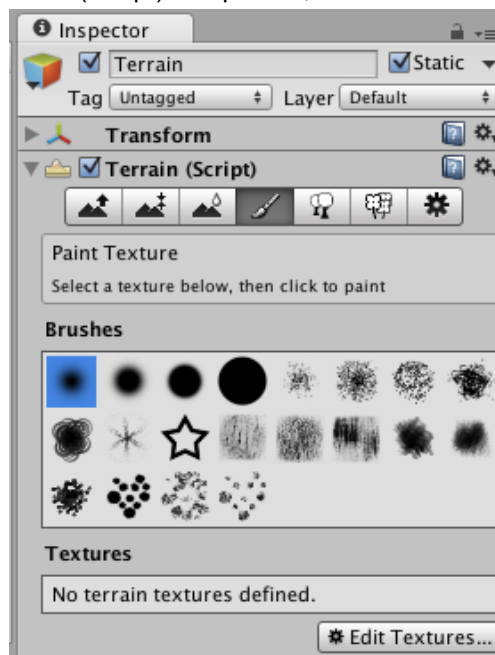 Inspector
Terrain
Static
Tag Untagged Layer Default
Transform
Terrain (Script)
Paint Texture
Select a texture below, then click to paint
Brushes
Textures
No terrain textures defined.
Edit Textures...